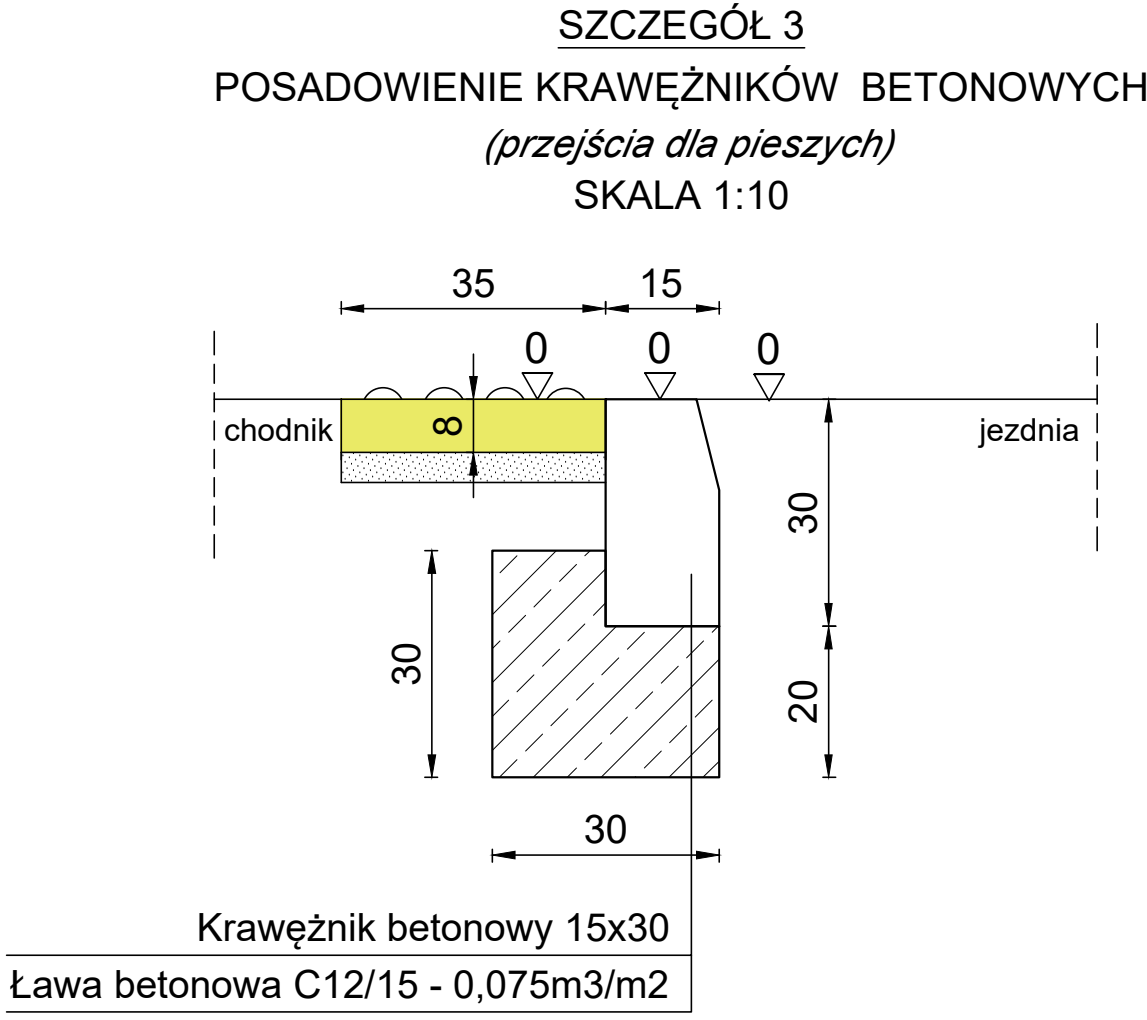 SZCZEGÓŁ 3
POSADOWIENIE KRAWĘŻNIKÓW BETONOWYCH
(przejścia dla pieszych)
SKALA 1:10
35
15
0
0
0
chodnik
8
jezdnia
30
30
20
30
Krawężnik betonowy 15x30
Ława betonowa C12/15 - 0,075m3/m2